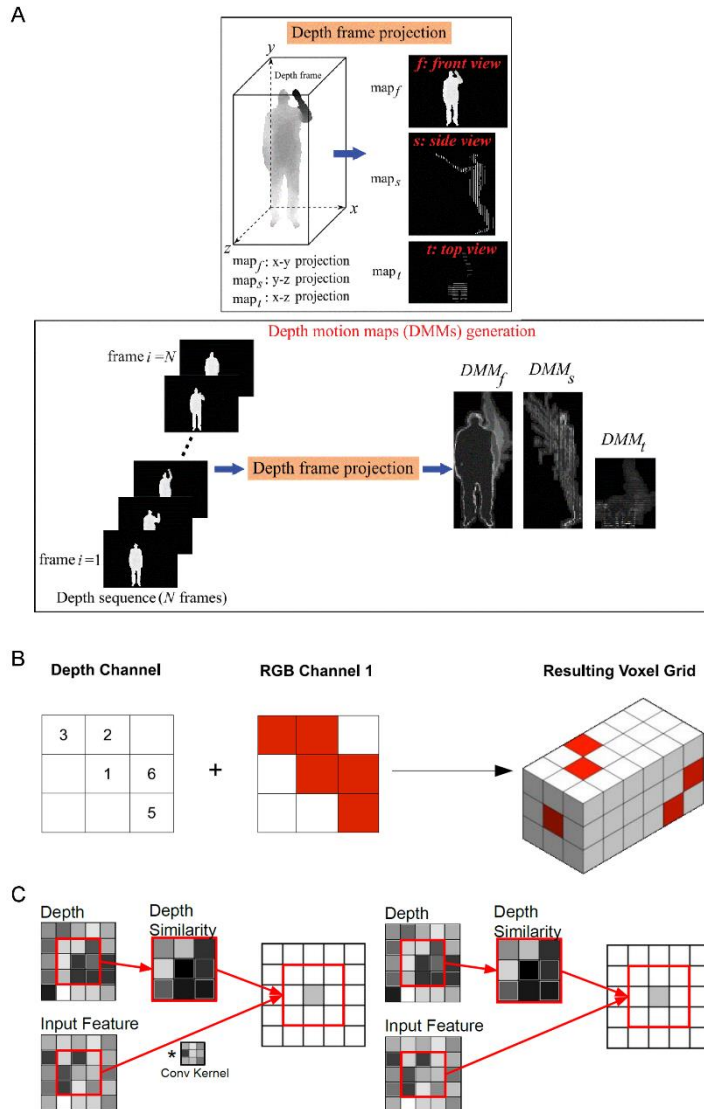 A
Depth frame projection
y
Depth frame
x
z
map_f : x-y projection
map_s : y-z projection
map_t : x-z projection
map_f
f: front view
map_s
s: side view
map_t
t: top view
Depth motion maps (DMMs) generation
frame i =N
frame i =1
Depth sequence (N frames)
Depth frame projection
DMM_f
DMM_s
DMM_t
B
Depth Channel
RGB Channel 1
Resulting Voxel Grid
3 2
1 6
5
+
C
Depth
Depth
Similarity
Input Feature
*
Conv Kernel
Depth
Depth
Similarity
Input Feature